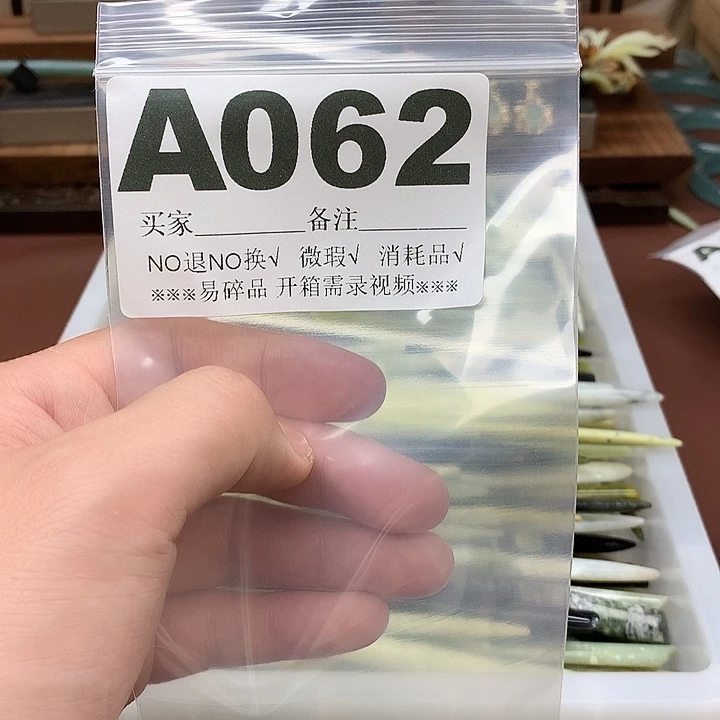 A062
买家________备注________
NO退NO换√ 微瑕√ 消耗品√
※※※易碎品 开箱需录视频※※※
A